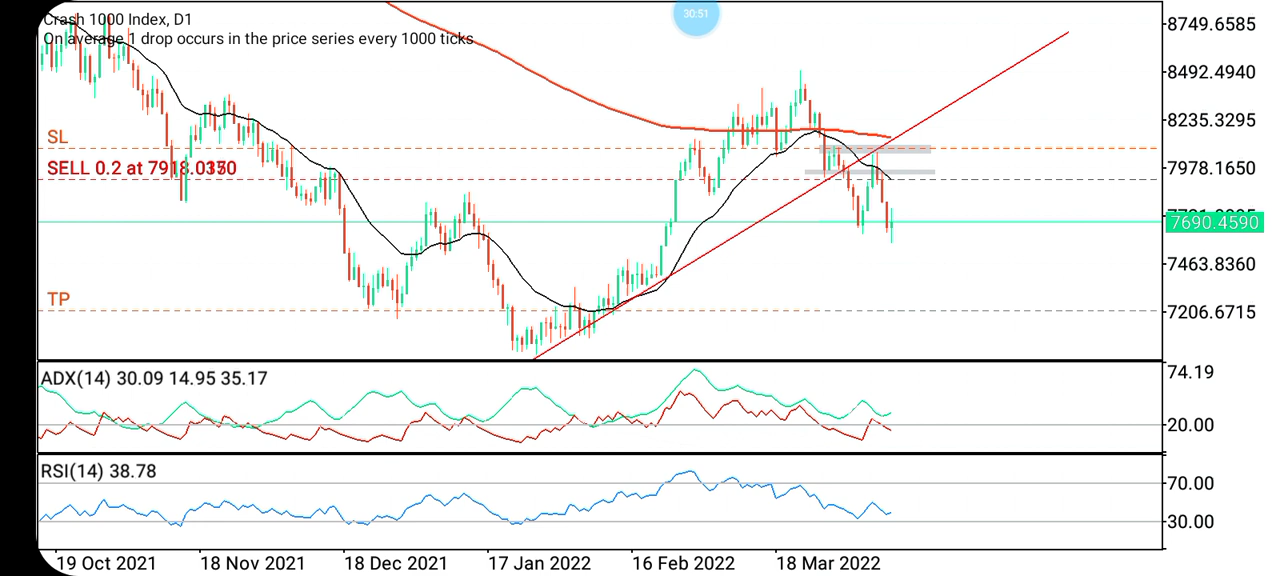 Crash 1000 Index, D1
30:51
On average 1 drop occurs in the price series every 1000 ticks
8749.6585
8492.4940
8235.3295
SL
SELL 0.2 at
7978.1650
7690.4590
7463.8360
TP
7206.6715
ADX(14) 30.09 14.95 35.17
74.19
20.00
RSI(14) 38.78
70.00
30.00
19 Oct 2021
18 Nov 2021
18 Dec 2021
17 Jan 2022
16 Feb 2022
18 Mar 2022